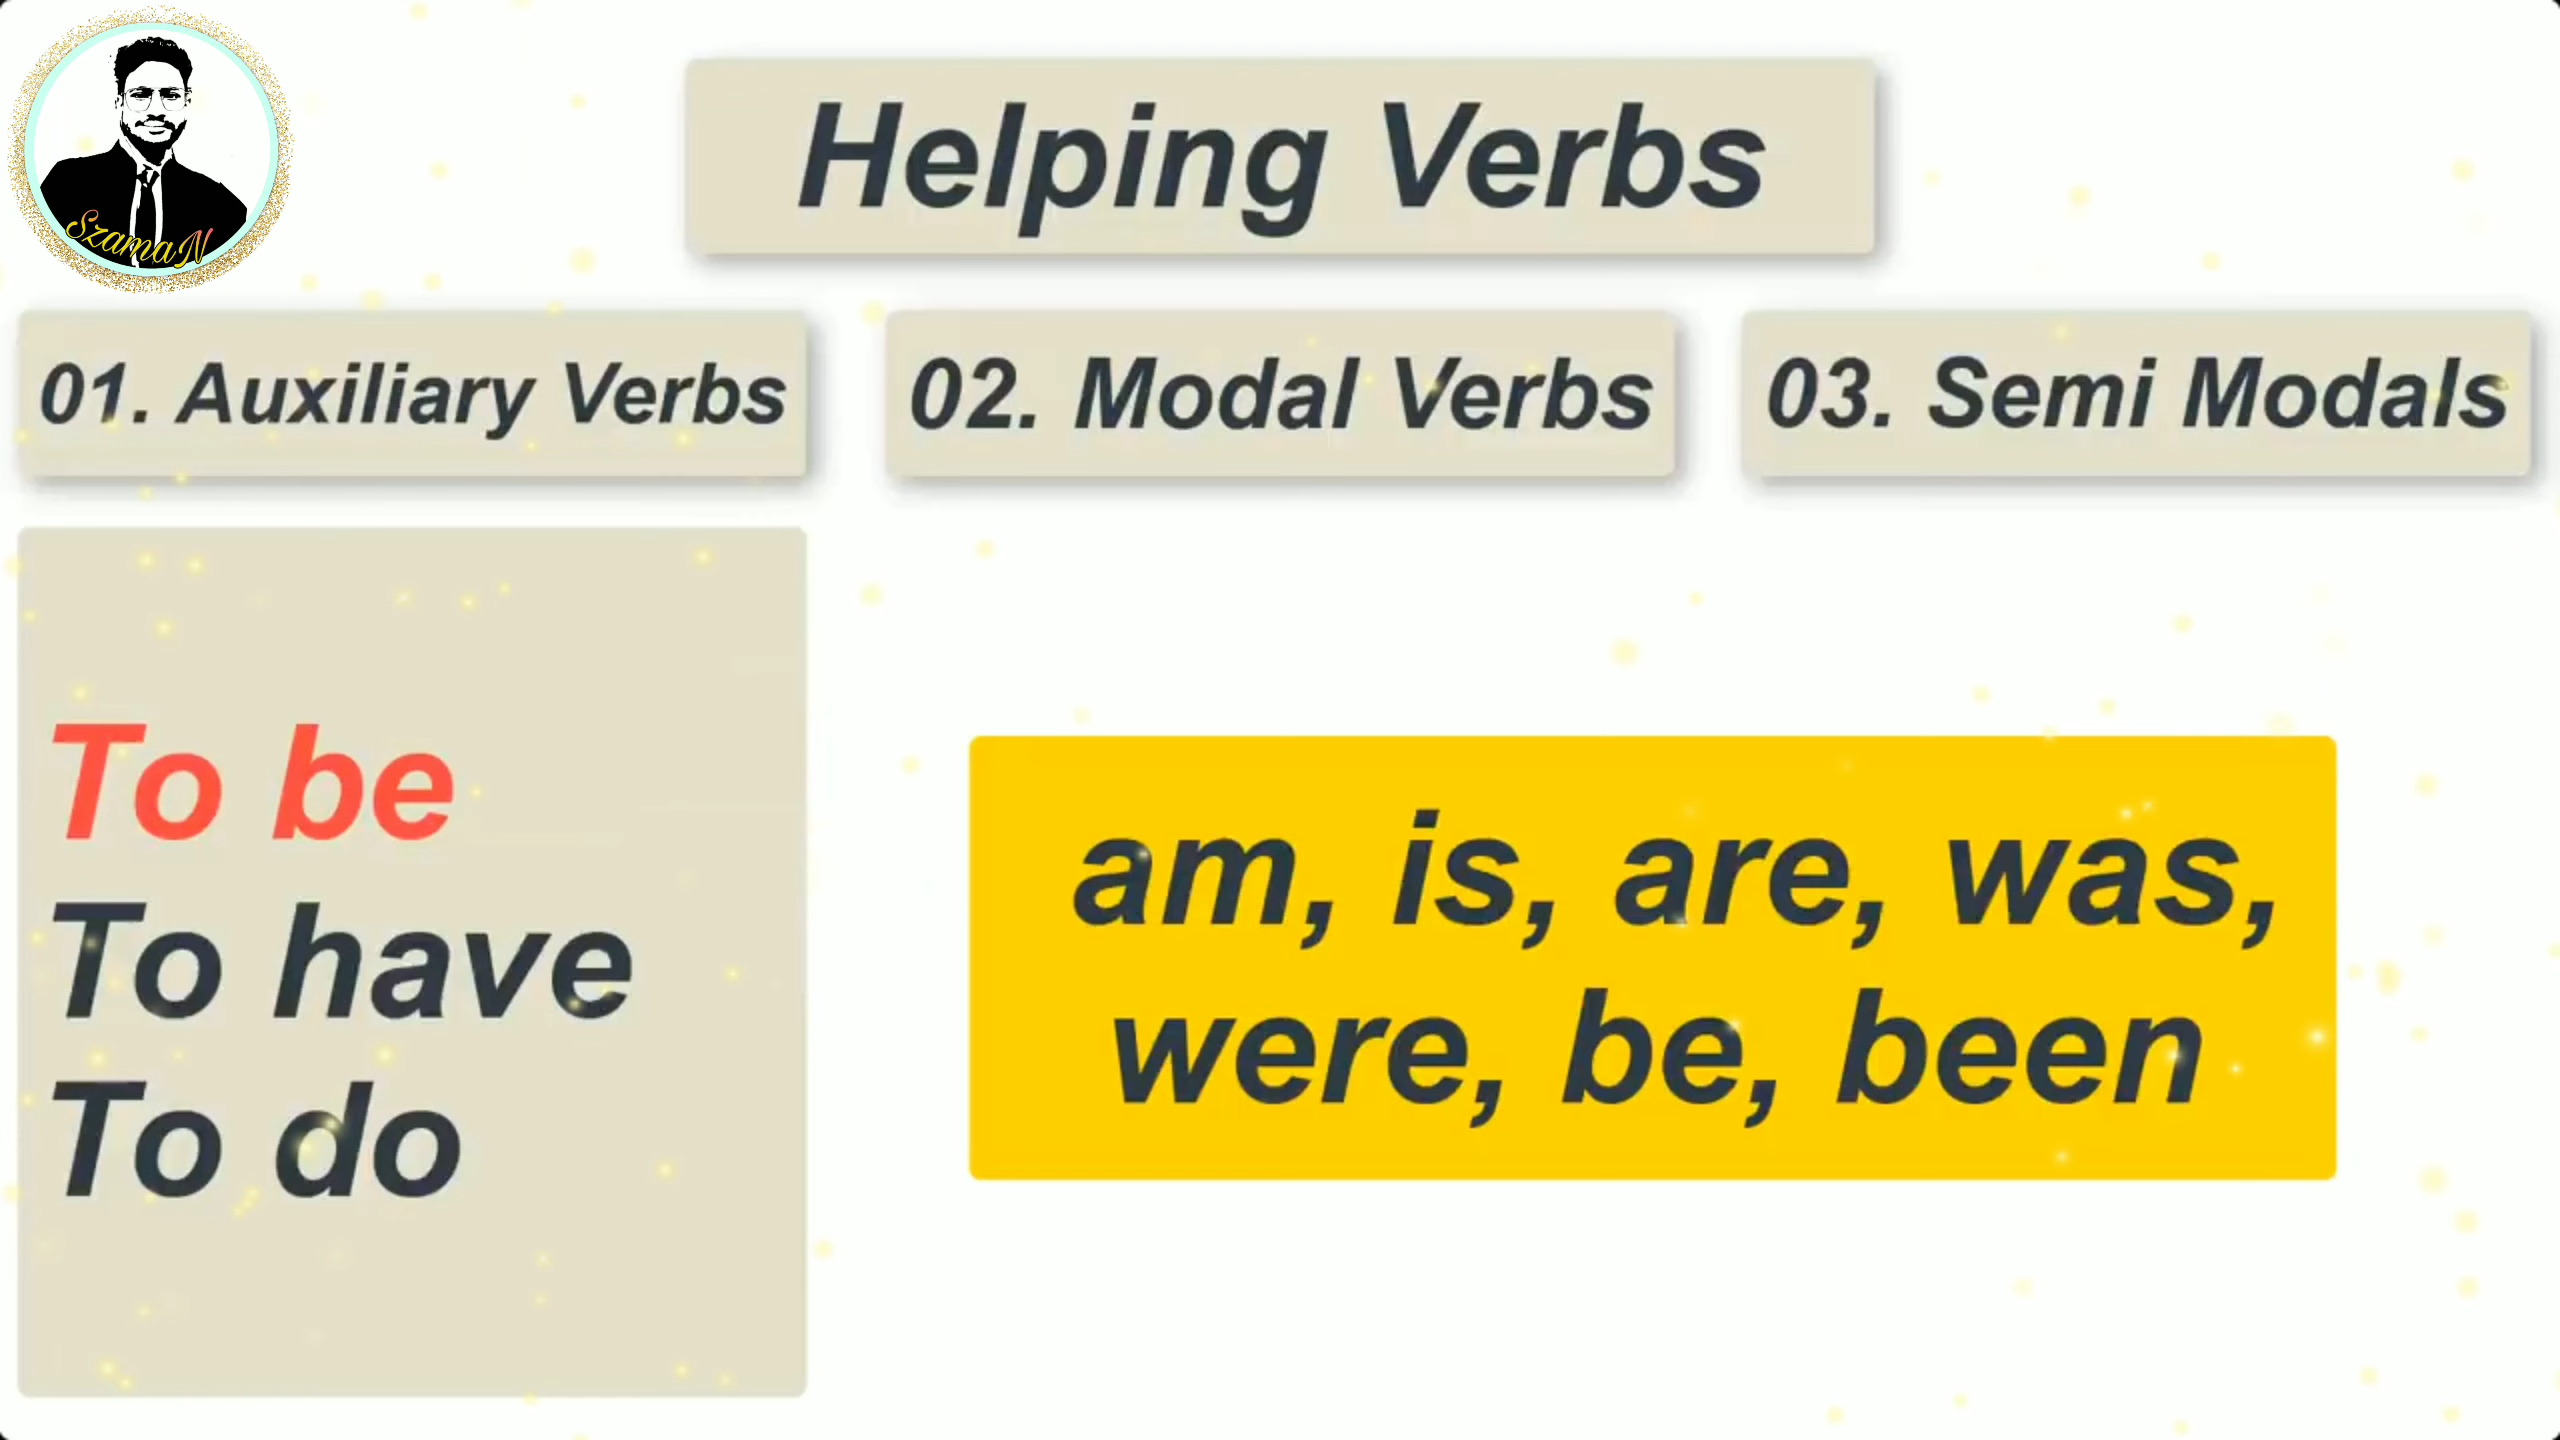 SzamaN
Helping Verbs
01. Auxiliary Verbs
02. Modal Verbs
03. Semi Modals
To be
To have
To do
am, is, are, was,
were, be, been